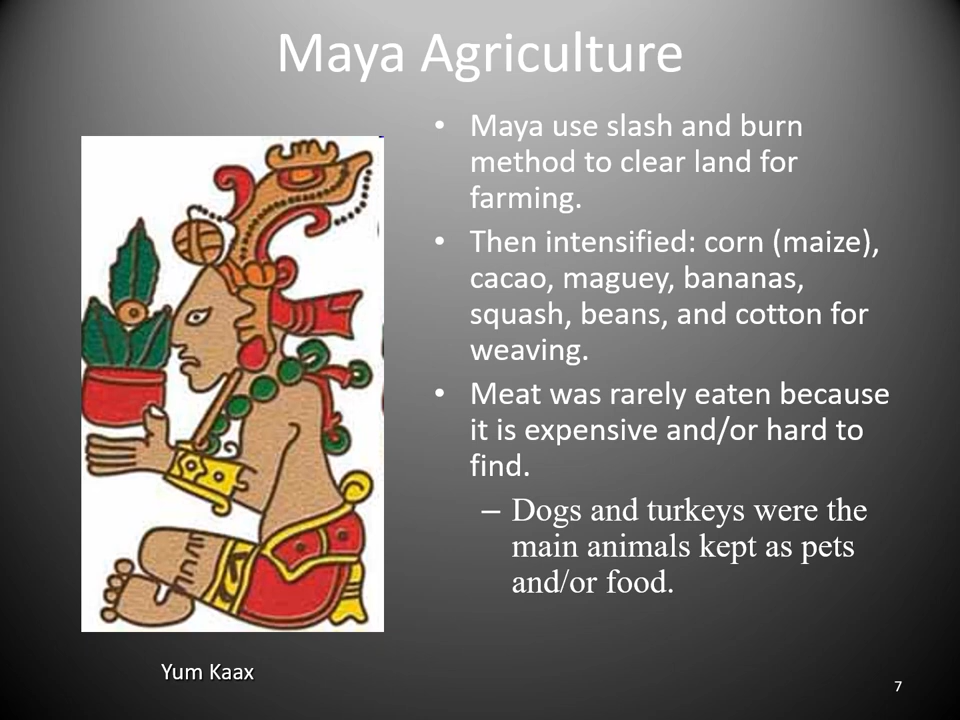 Maya Agriculture
• Maya use slash and burn
method to clear land for
farming.
• Then intensified: corn (maize),
cacao, maguey, bananas,
squash, beans, and cotton for
weaving.
• Meat was rarely eaten because
it is expensive and/or hard to
find.
– Dogs and turkeys were the
main animals kept as pets
and/or food.
Yum Kaax
7